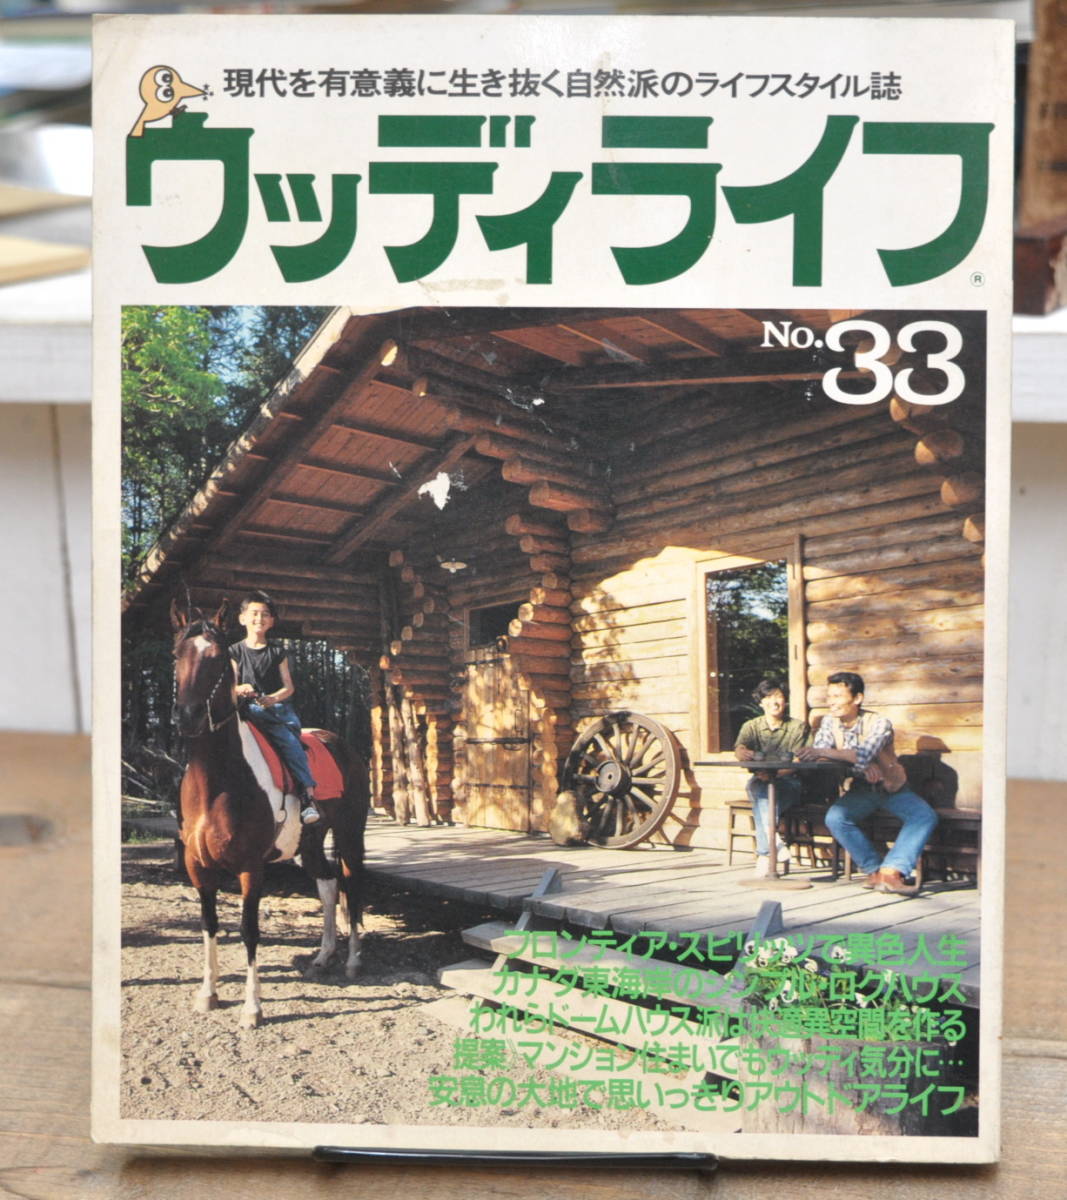 現代を有意義に生き抜く自然派のライフスタイル誌
ウッディライフ
®
No.33
フロンティア・スピリッツで異色人生
カナダ東海岸のシンプル・ログハウス
われらドームハウス派は快適異空間を作る
提案》マンション住まいでもウッディ気分に…
安息の大地で思いっきりアウトドアライフ